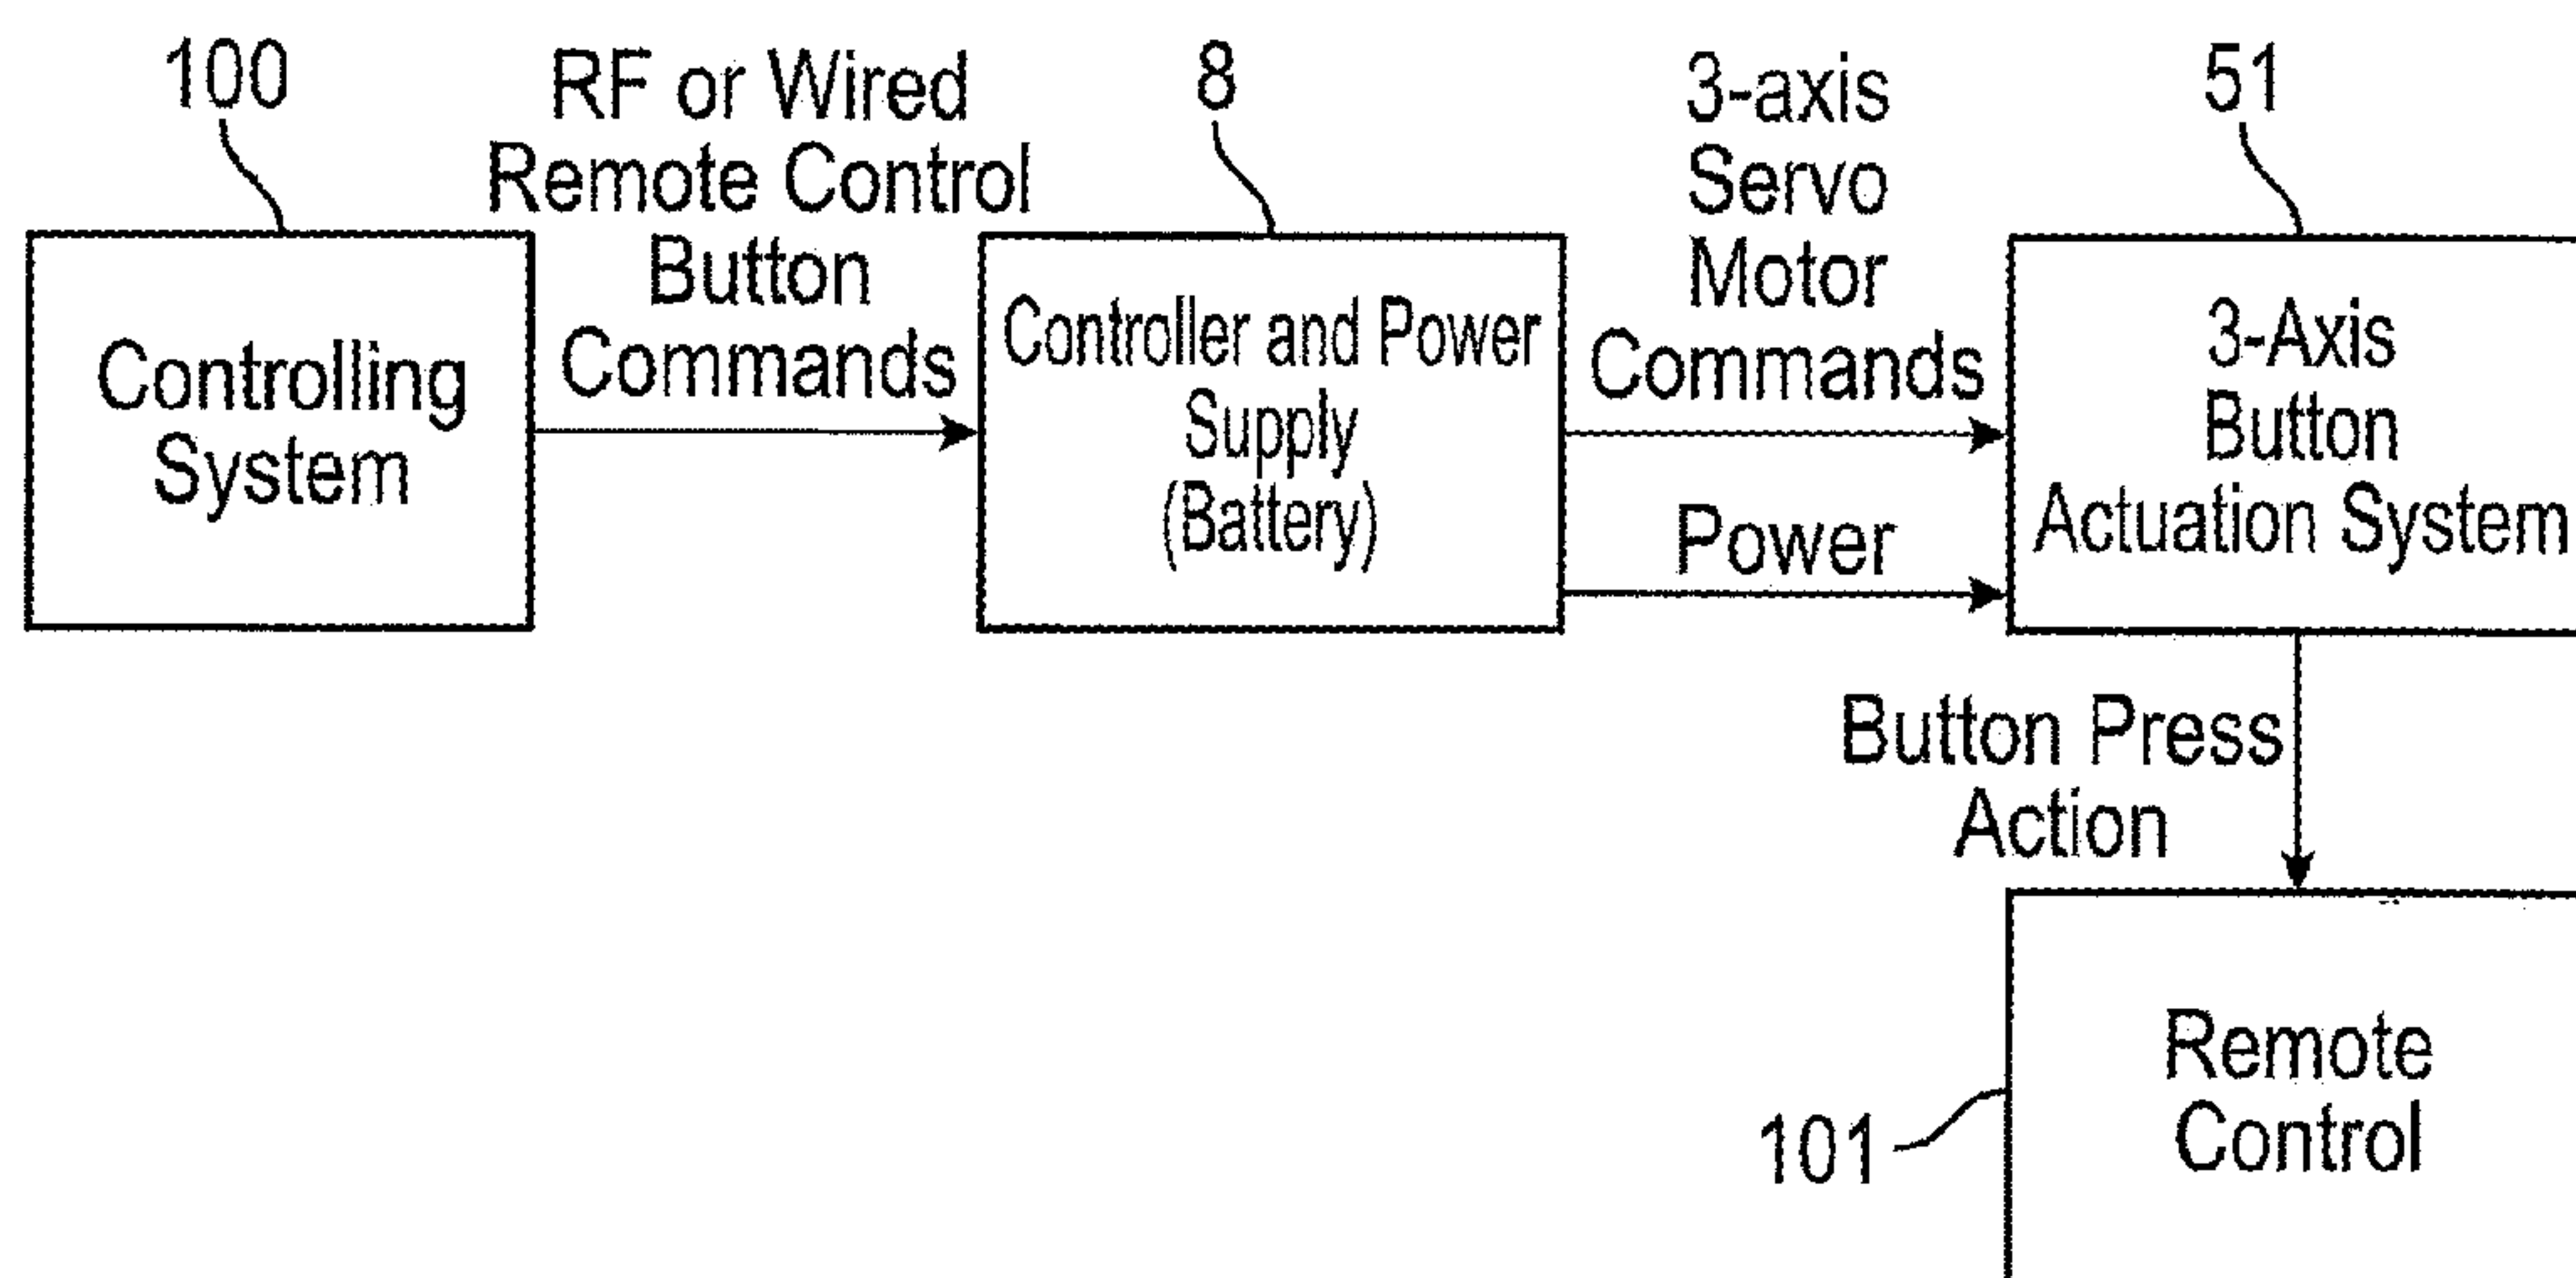 100
RF or Wired
Remote Control
Button
Commands
8
3-axis
Servo
Motor
Commands
51
Controlling
System
Controller and Power
Supply
(Battery)
Power
3-Axis
Button
Actuation System
Button Press
Action
101
Remote
Control